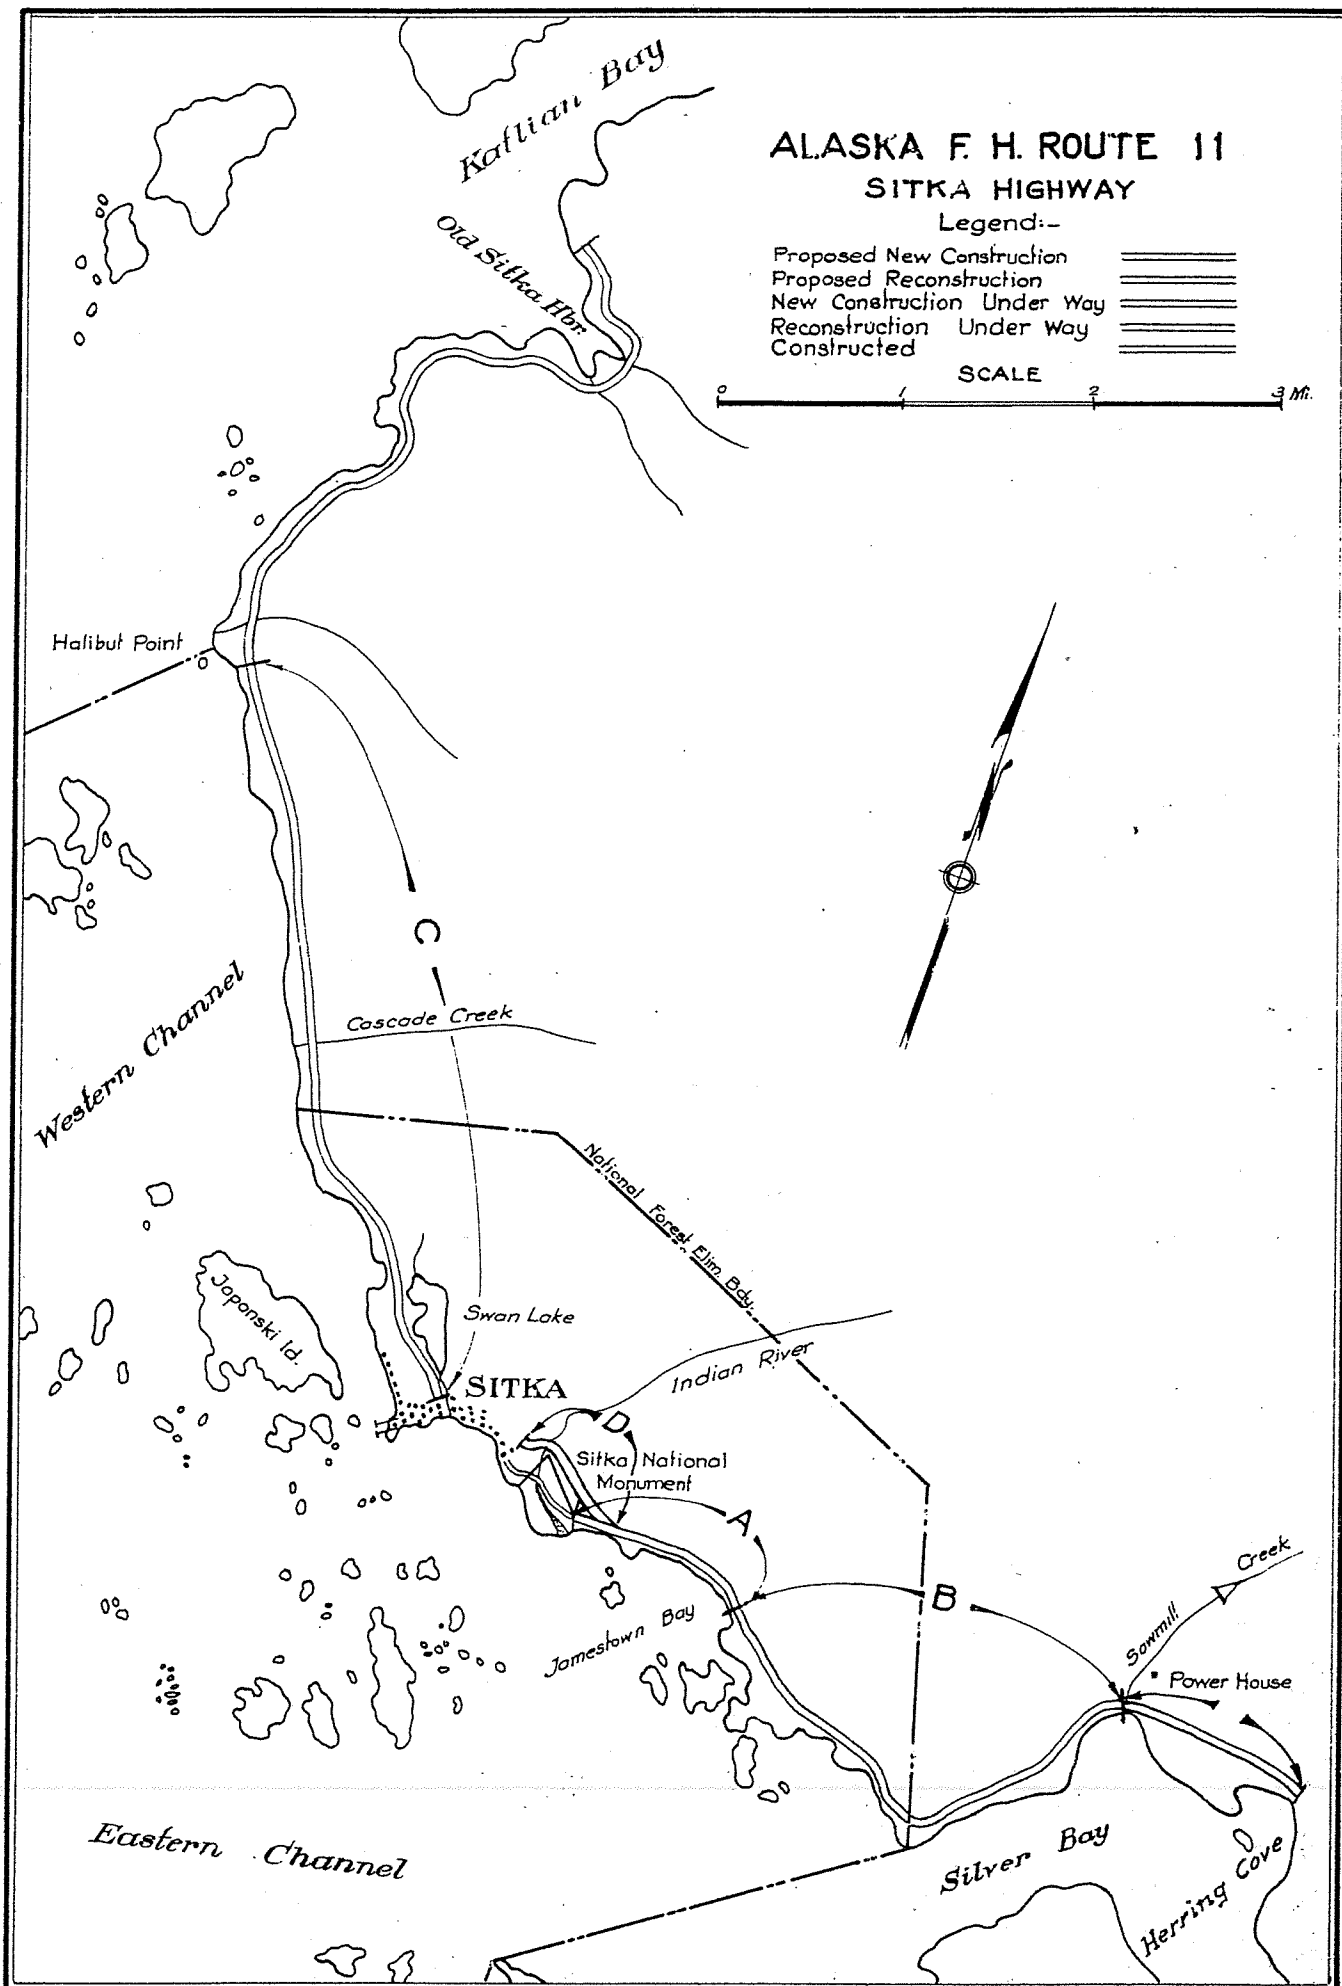 Katlian Bay
ALASKA F. H. ROUTE 11
SITKA HIGHWAY
Legend:-
Proposed New Construction
Proposed Reconstruction
New Construction Under Way
Reconstruction Under Way
Constructed
SCALE
0 1 2 3 Mi.
Old Sitka Hbr.
Halibut Point
C
Cascade Creek
Western Channel
National Forest Elim. Bdy.
Japonski Id.
Swan Lake
SITKA
Indian River
D
Sitka National
Monument
A
B
Sawmill Creek
Jamestown Bay
Power House
Eastern Channel
Silver Bay
Herring Cove